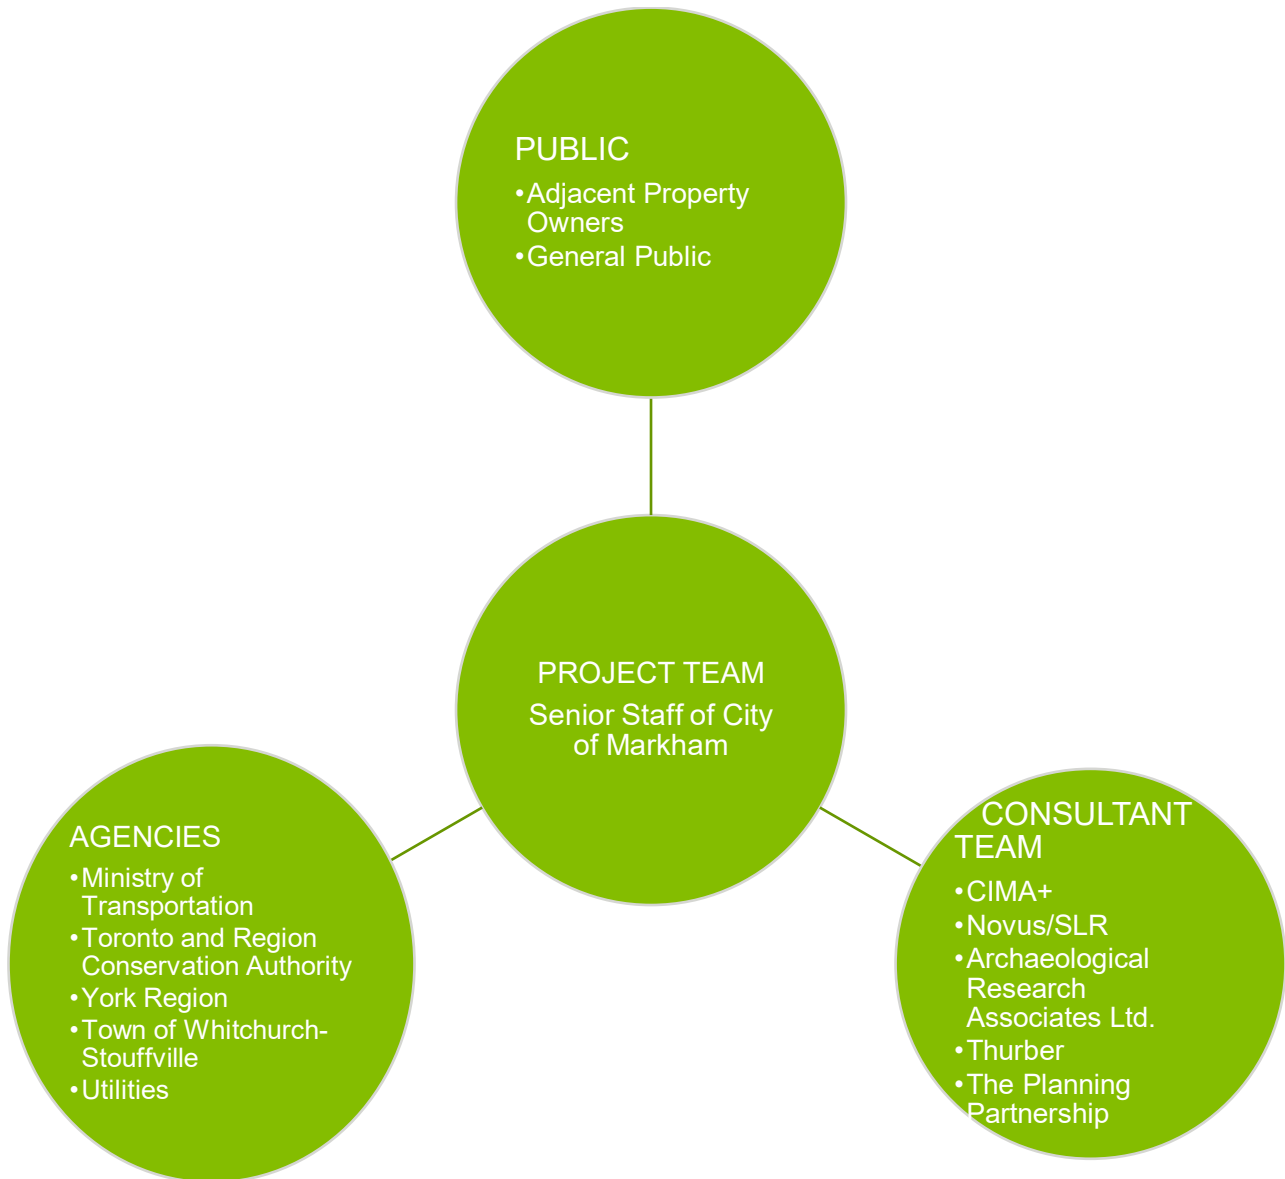 PUBLIC
•Adjacent Property
Owners
•General Public
PROJECT TEAM
Senior Staff of City
of Markham
AGENCIES
•Ministry of
Transportation
•Toronto and Region
Conservation Authority
•York Region
•Town of Whitchurch-
Stouffville
•Utilities
CONSULTANT
TEAM
•CIMA+
•Novus/SLR
•Archaeological
Research
Associates Ltd.
•Thurber
•The Planning
Partnership